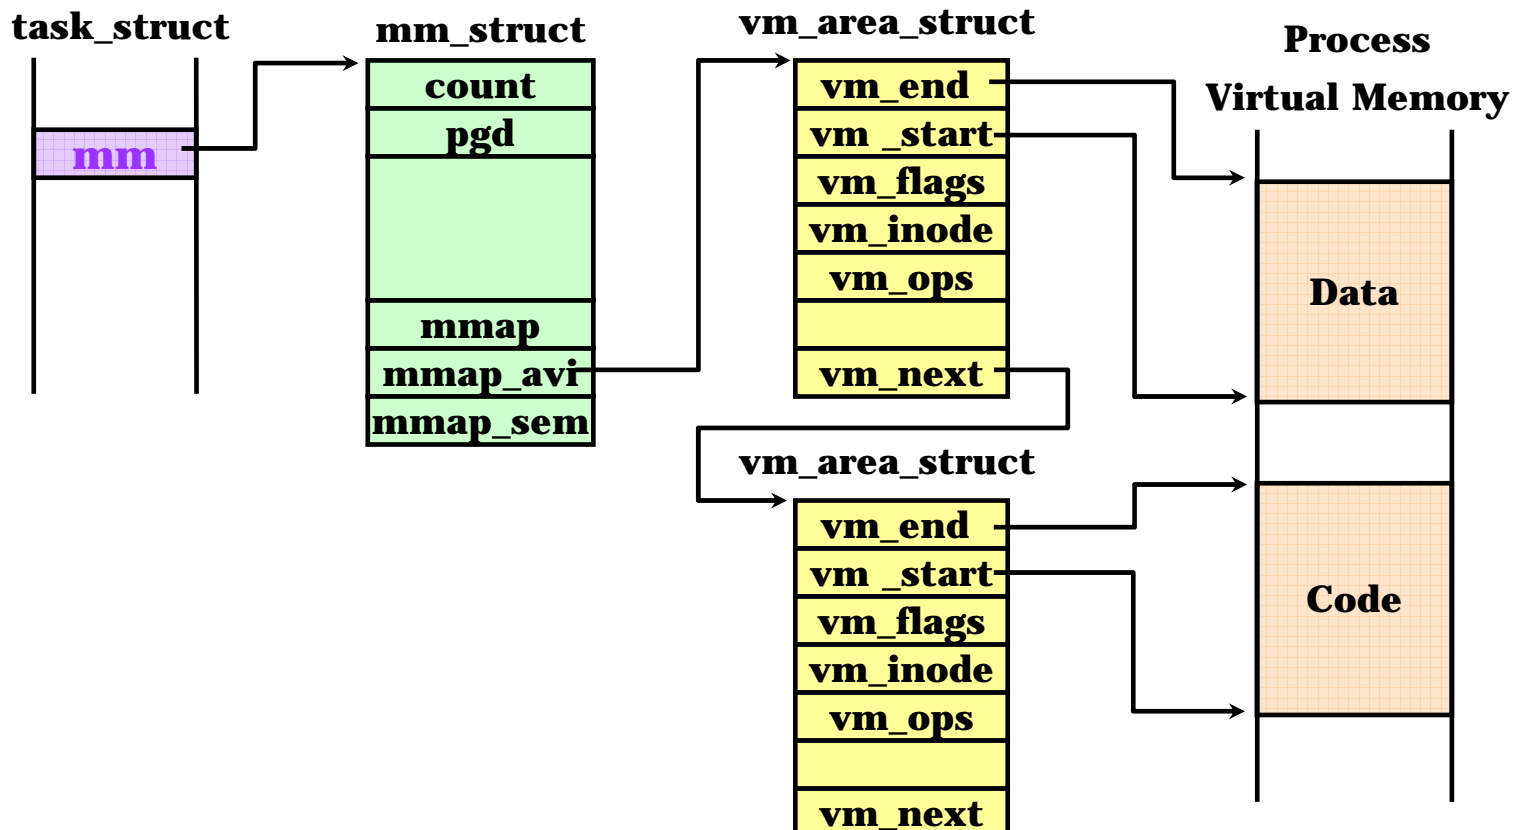 task_struct
mm
mm_struct
count
pgd
mmap
mmap_avi
mmap_sem
vm_area_struct
vm_end
vm _start
vm_flags
vm_inode
vm_ops
vm_next
vm_area_struct
vm_end
vm _start
vm_flags
vm_inode
vm_ops
vm_next
Process
Virtual Memory
Data
Code